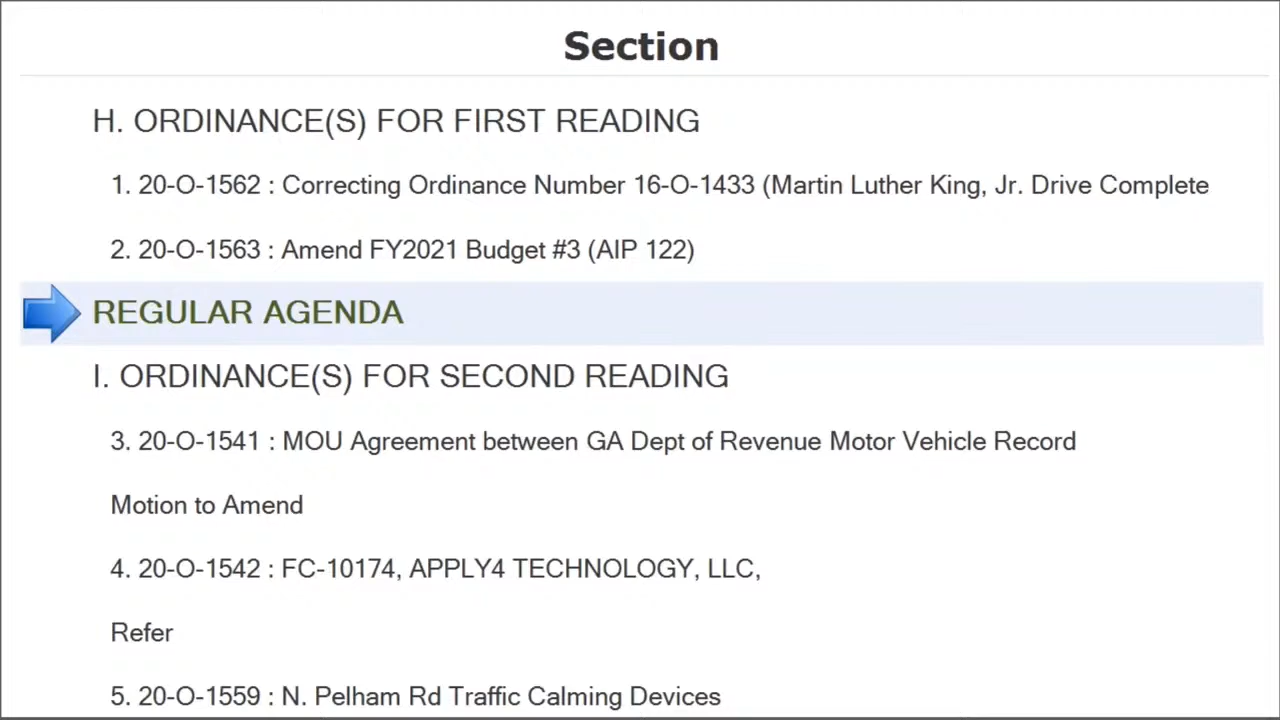 Section
H. ORDINANCE(S) FOR FIRST READING
1. 20-O-1562 : Correcting Ordinance Number 16-O-1433 (Martin Luther King, Jr. Drive Complete
2. 20-O-1563 : Amend FY2021 Budget #3 (AIP 122)
REGULAR AGENDA
I. ORDINANCE(S) FOR SECOND READING
3. 20-O-1541 : MOU Agreement between GA Dept of Revenue Motor Vehicle Record
Motion to Amend
4. 20-O-1542 : FC-10174, APPLY4 TECHNOLOGY, LLC,
Refer
5. 20-O-1559 : N. Pelham Rd Traffic Calming Devices